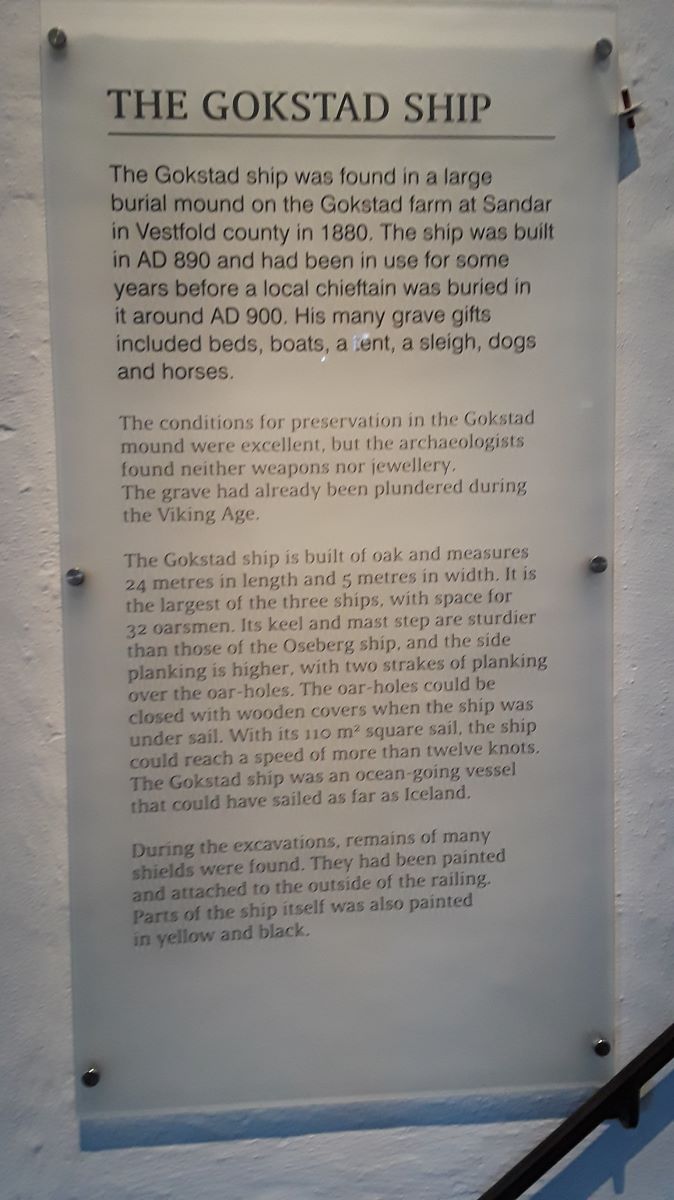 THE GOKSTAD SHIP
The Gokstad ship was found in a large
burial mound on the Gokstad farm at Sandar
in Vestfold county in 1880. The ship was built
in AD 890 and had been in use for some
years before a local chieftain was buried in
it around AD 900. His many grave gifts
included beds, boats, a tent, a sleigh, dogs
and horses.
The conditions for preservation in the Gokstad
mound were excellent, but the archaeologists
found neither weapons nor jewellery.
The grave had already been plundered during
the Viking Age.
The Gokstad ship is built of oak and measures
24 metres in length and 5 metres in width. It is
the largest of the three ships, with space for
32 oarsmen. Its keel and mast step are sturdier
than those of the Oseberg ship, and the side
planking is higher, with two strakes of planking
over the oar-holes. The oar-holes could be
closed with wooden covers when the ship was
under sail. With its 110 m² square sail, the ship
could reach a speed of more than twelve knots.
The Gokstad ship was an ocean-going vessel
that could have sailed as far as Iceland.
During the excavations, remains of many
shields were found. They had been painted
and attached to the outside of the railing.
Parts of the ship itself was also painted
in yellow and black.